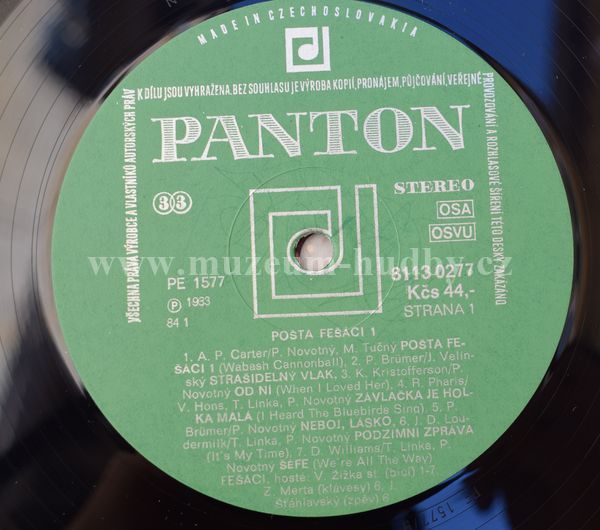 MADE IN CZECHOSLOVAKIA
VŠECHNA PRÁVA VÝROBCE A VLASTNÍKŮ AUTORSKÝCH PRÁV K DÍLU JSOU VYHRAŽENA. BEZ SOUHLASU JE VÝROBA KOPIÍ, PRONÁJEM, PŮJČOVÁNÍ, VEŘEJNÉ PROVOZOVÁNÍ A ROZHLASOVÉ ŠÍŘENÍ TÉTO DESKY ZAKÁZÁNO
PANTON
33
STEREO
OSA
OSVU
www.muzeum-hudby.cz
PE 1577
8113 0277
Ⓟ 1983
Kčs 44,-
84 1
STRANA 1
POŠTA FEŠÁCI 1
1. A. P. Carter/P. Novotný, M. Tučný POŠTA FE-
ŠÁCI 1 (Wabash Cannonball) 2. P. Brümer/J. Velin-
ský STRAŠIDELNÝ VLAK. 3. K. Kristofferson/P.
Novotný OD NI (When I Loved Her), 4. R. Pharis/
V. Hons, T. Linka, P. Novotný ZÁVLAČKA JE HOL-
KA MALÁ (I Heard The Bluebirds Sing), 5. P.
Brümer/P. Novotný NEBOJ, LÁSKO, 6. J. D. Lou-
dermilk/T. Linka, P. Novotný PODZIMNÍ ZPRÁVA
(It's My Time), 7. D. Williams/T. Linka, P.
Novotný ŠÉFE (We're All The Way)
FEŠÁCI, hosté: V. Žižka st. (bicí) 1-7
Z. Merta (klávesy) 6, J.
Stáhlavský (zpěv) 6